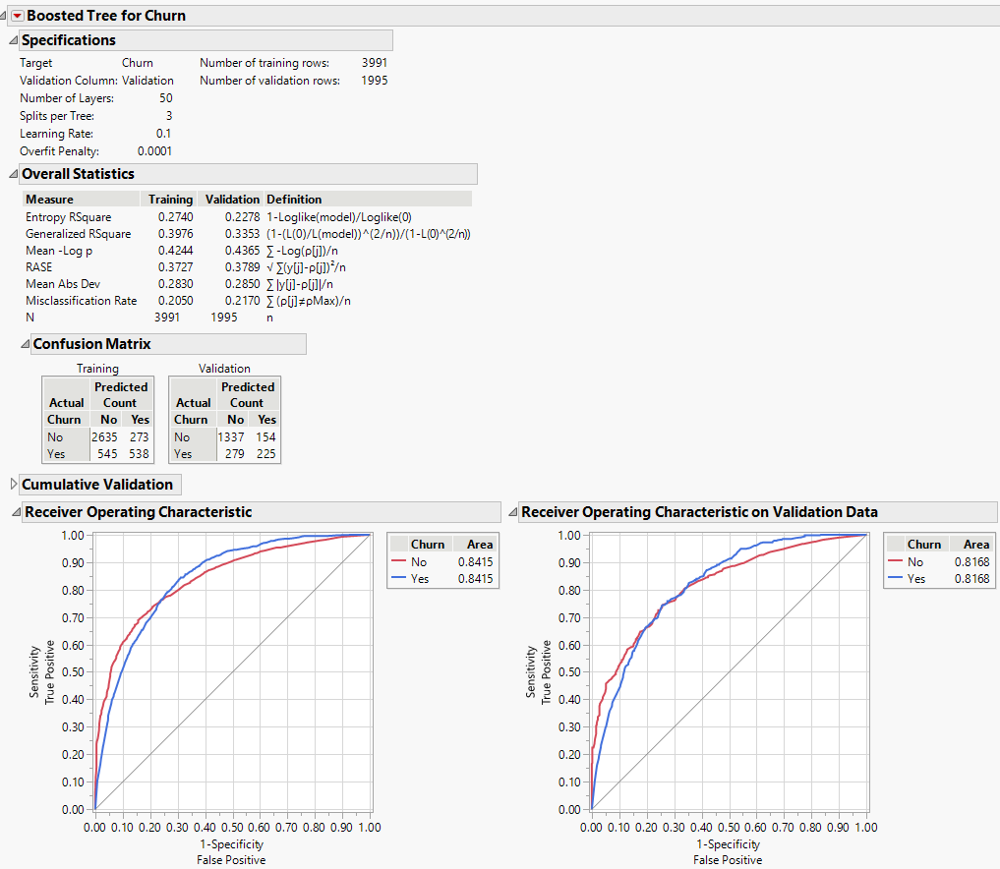 Boosted Tree for Churn
Specifications
Target Churn Number of training rows: 3991
Validation Column: Validation Number of validation rows: 1995
Number of Layers: 50
Splits per Tree: 3
Learning Rate: 0.1
Overfit Penalty: 0.0001
Overall Statistics
Measure Training Validation Definition
Entropy RSquare 0.2740 0.2278 1-Loglike(model)/Loglike(0)
Generalized RSquare 0.3976 0.3353 (1-(L(0)/L(model))^(2/n))/(1-L(0)^(2/n))
Mean -Log p 0.4244 0.4365 ∑ -Log(ρ[j])/n
RASE 0.3727 0.3789 √ ∑(y[j]-ρ[j])²/n
Mean Abs Dev 0.2830 0.2850 ∑ |y[j]-ρ[j]|/n
Misclassification Rate 0.2050 0.2170 ∑ (ρ[j]≠ρMax)/n
N 3991 1995 n
Confusion Matrix
Training Validation
Predicted Predicted
Actual Count Actual Count
Churn No Yes Churn No Yes
No 2635 273 No 1337 154
Yes 545 538 Yes 279 225
Cumulative Validation
Receiver Operating Characteristic Receiver Operating Characteristic on Validation Data
1.00 1.00
Churn Area Churn Area
0.90 No 0.8415 0.90 No 0.8168
Yes 0.8415 Yes 0.8168
0.80 0.80
0.70 0.70
0.60 0.60
0.50 0.50
0.40 0.40
0.30 0.30
0.20 0.20
0.10 0.10
0.00 0.00
Sensitivity Sensitivity
True Positive True Positive
0.00 0.10 0.20 0.30 0.40 0.50 0.60 0.70 0.80 0.90 1.00 0.00 0.10 0.20 0.30 0.40 0.50 0.60 0.70 0.80 0.90 1.00
1-Specificity 1-Specificity
False Positive False Positive